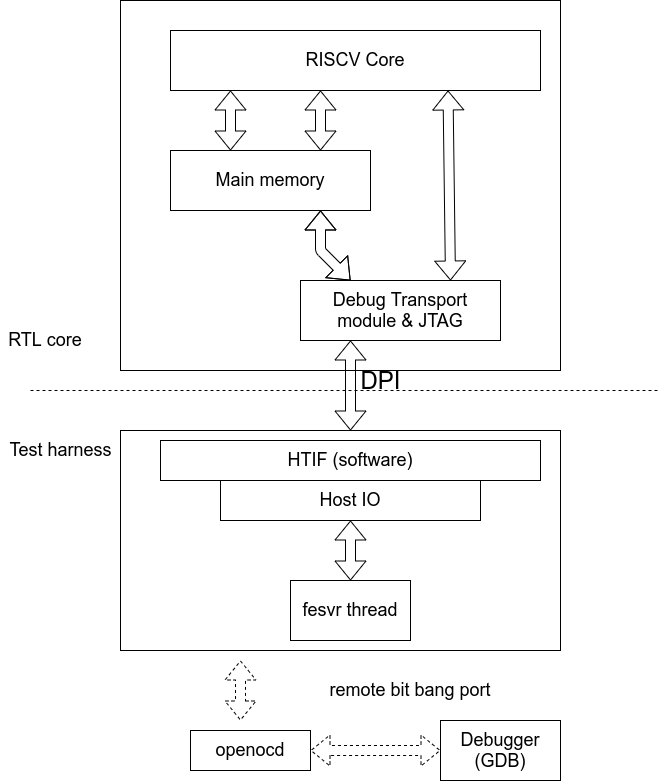 RISCV Core
Main memory
Debug Transport
module & JTAG
RTL core
DPI
Test harness
HTIF (software)
Host IO
fesvr thread
remote bit bang port
openocd
Debugger
(GDB)